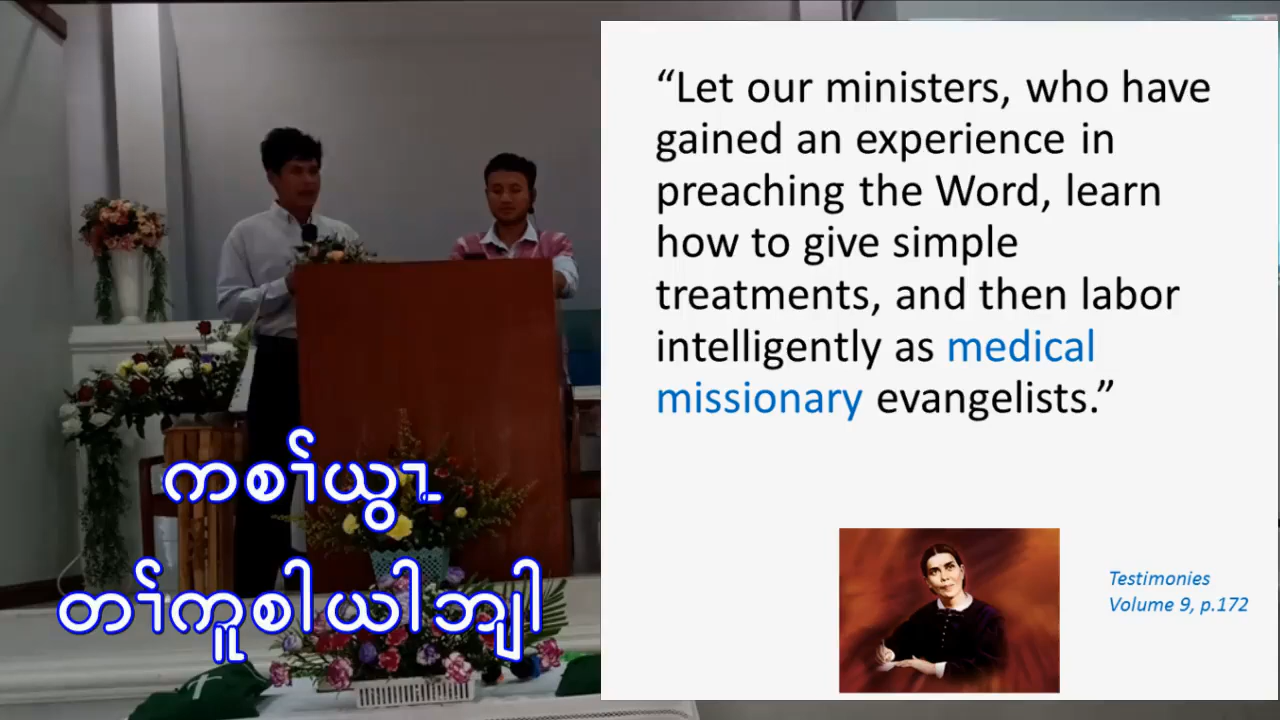 “Let our ministers, who have
gained an experience in
preaching the Word, learn
how to give simple
treatments, and then labor
intelligently as medical
missionary evangelists.”
Testimonies
Volume 9, p.172
ကစၢ်ယွၤ
တၢ်ကူစါယါဘျါ